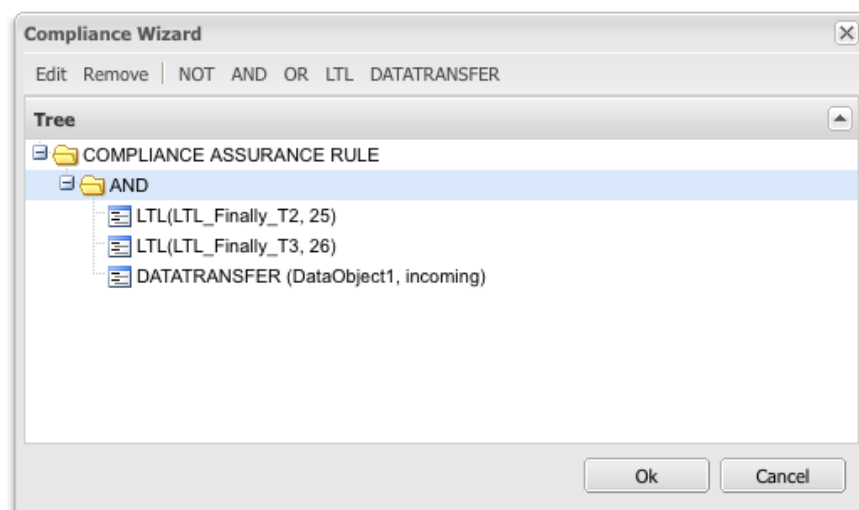 Compliance Wizard
Edit Remove NOT AND OR LTL DATATRANSFER
Tree
COMPLIANCE ASSURANCE RULE
AND
LTL(LTL_Finally_T2, 25)
LTL(LTL_Finally_T3, 26)
DATATRANSFER (DataObject1, incoming)
Ok Cancel